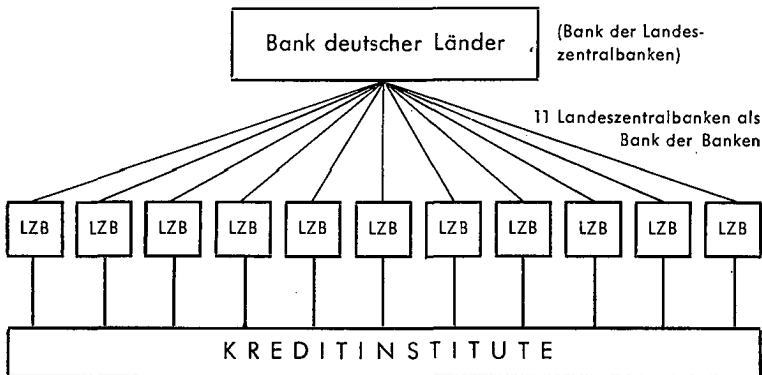 Bank deutscher Länder
(Bank der Landes-
zentralbanken)
11 Landeszentralbanken als
Bank der Banken
LZB LZB LZB LZB LZB LZB LZB LZB LZB LZB LZB
KREDITINSTITUTE